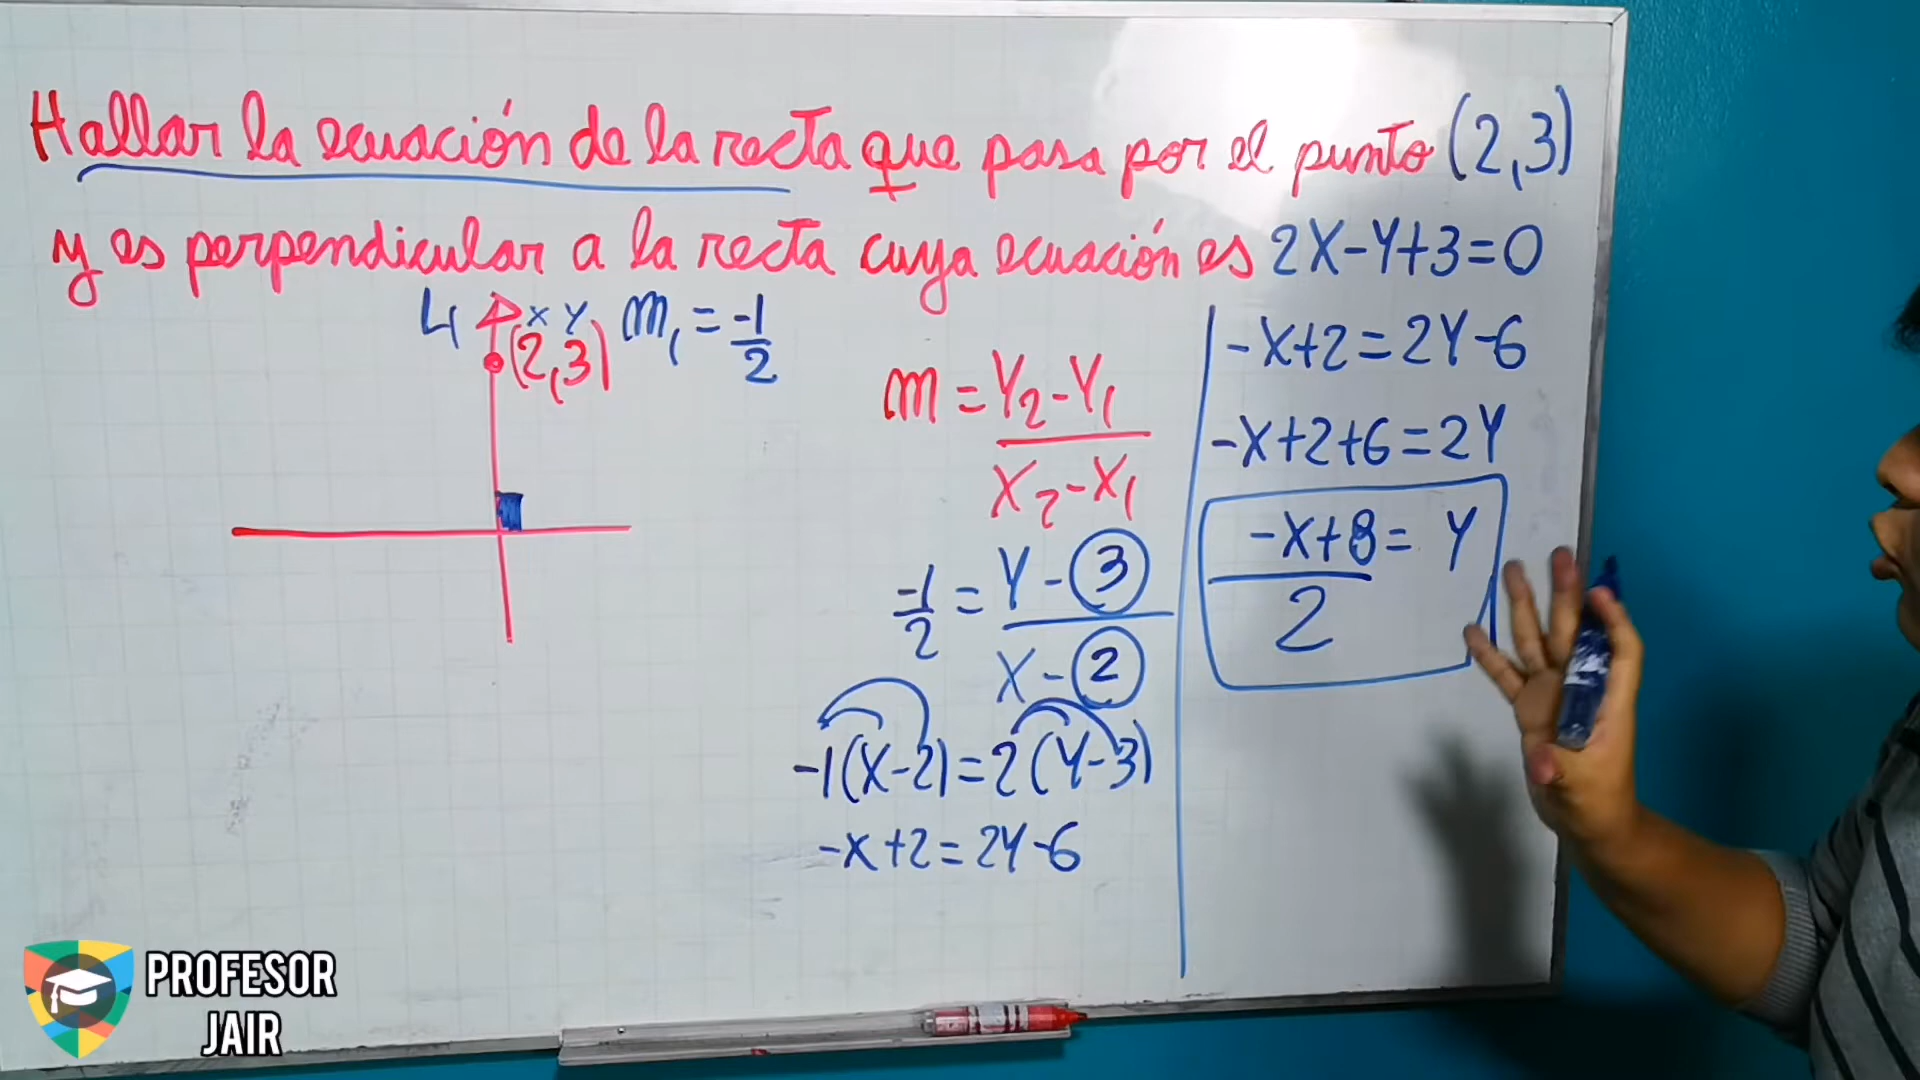 Hallar la ecuación de la recta que pasa por el punto (2,3)
y es perpendicular a la recta cuya ecuación es 2X-Y+3=0
L1 X Y m₁ = -1/2
(2,3)
m = Y₂-Y₁
X₂-X₁
-1/2 = Y-3
X-2
-1(X-2)=2(Y-3)
-X+2=2Y-6
-X+2=2Y-6
-X+2+6=2Y
-X+8 = Y
2
PROFESOR
JAIR